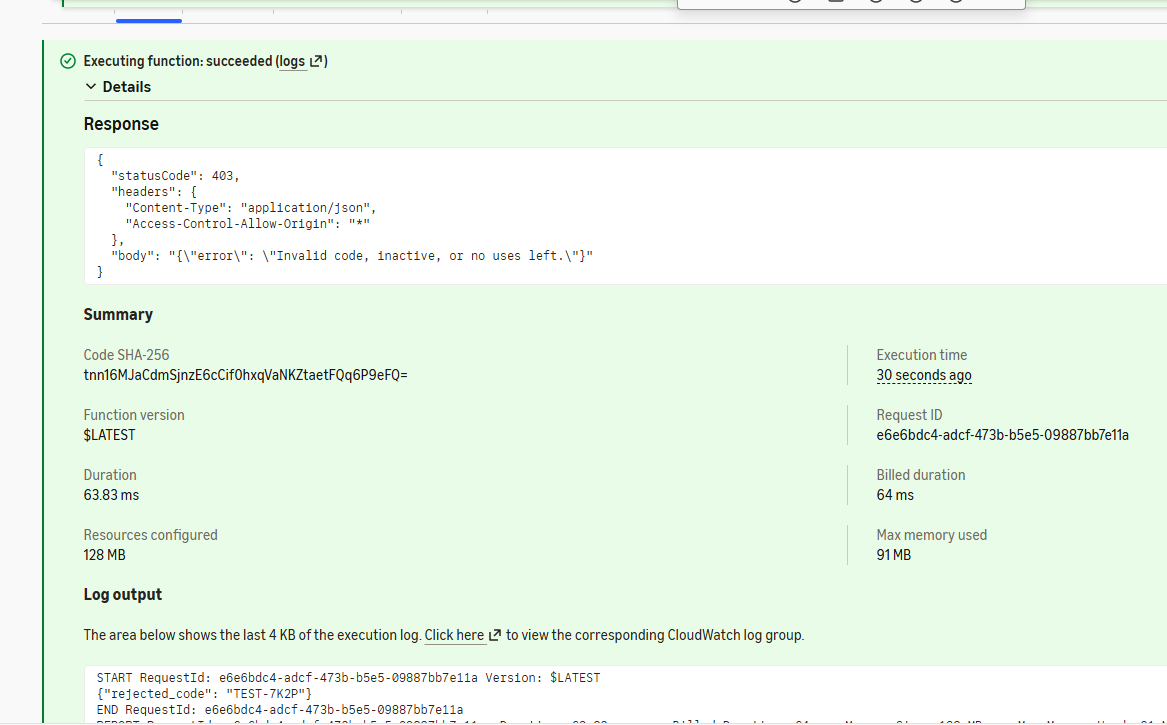 Executing function: succeeded (logs)
Details
Response
{
"statusCode": 403,
"headers": {
"Content-Type": "application/json",
"Access-Control-Allow-Origin": "*"
},
"body": "{\"error\": \"Invalid code, inactive, or no uses left.\"}"
}
Summary
Code SHA-256
tnn16MJaCdmSjnzE6cCif0hxqVaNKZtaetFQq6P9eFQ=
Execution time
30 seconds ago
Function version
$LATEST
Request ID
e6e6bdc4-adcf-473b-b5e5-09887bb7e11a
Duration
63.83 ms
Billed duration
64 ms
Resources configured
128 MB
Max memory used
91 MB
Log output
The area below shows the last 4 KB of the execution log. Click here to view the corresponding CloudWatch log group.
START RequestId: e6e6bdc4-adcf-473b-b5e5-09887bb7e11a Version: $LATEST
{"rejected_code": "TEST-7K2P"}
END RequestId: e6e6bdc4-adcf-473b-b5e5-09887bb7e11a